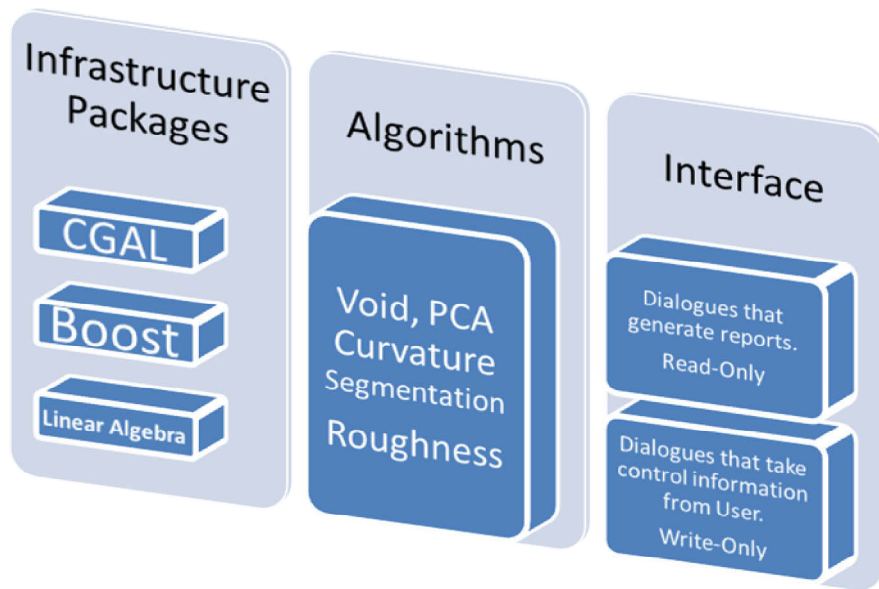 Infrastructure
Packages
CGAL
Boost
Linear Algebra
Algorithms
Void, PCA
Curvature
Segmentation
Roughness
Interface
Dialogues that
generate reports.
Read-Only
Dialogues that take
control information
from User.
Write-Only